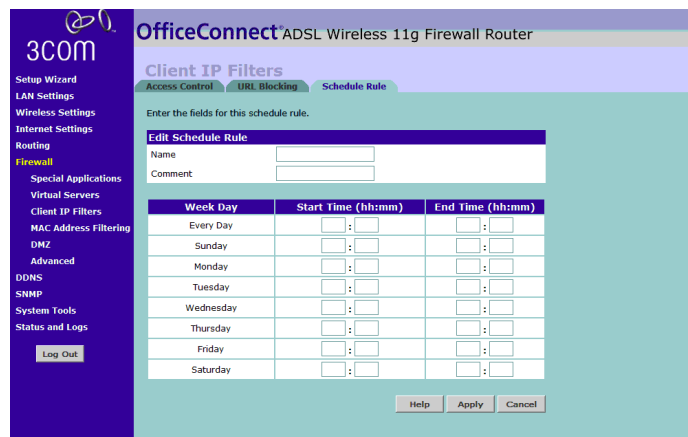 3COM
OfficeConnect® ADSL Wireless 11g Firewall Router
Client IP Filters
Access Control URL Blocking Schedule Rule
Setup Wizard
LAN Settings
Wireless Settings
Internet Settings
Routing
Firewall
Special Applications
Virtual Servers
Client IP Filters
MAC Address Filtering
DMZ
Advanced
DDNS
SNMP
System Tools
Status and Logs
Log Out
Enter the fields for this schedule rule.
Edit Schedule Rule
Name
Comment
Week Day Start Time (hh:mm) End Time (hh:mm)
Every Day : :
Sunday : :
Monday : :
Tuesday : :
Wednesday : :
Thursday : :
Friday : :
Saturday : :
Help Apply Cancel